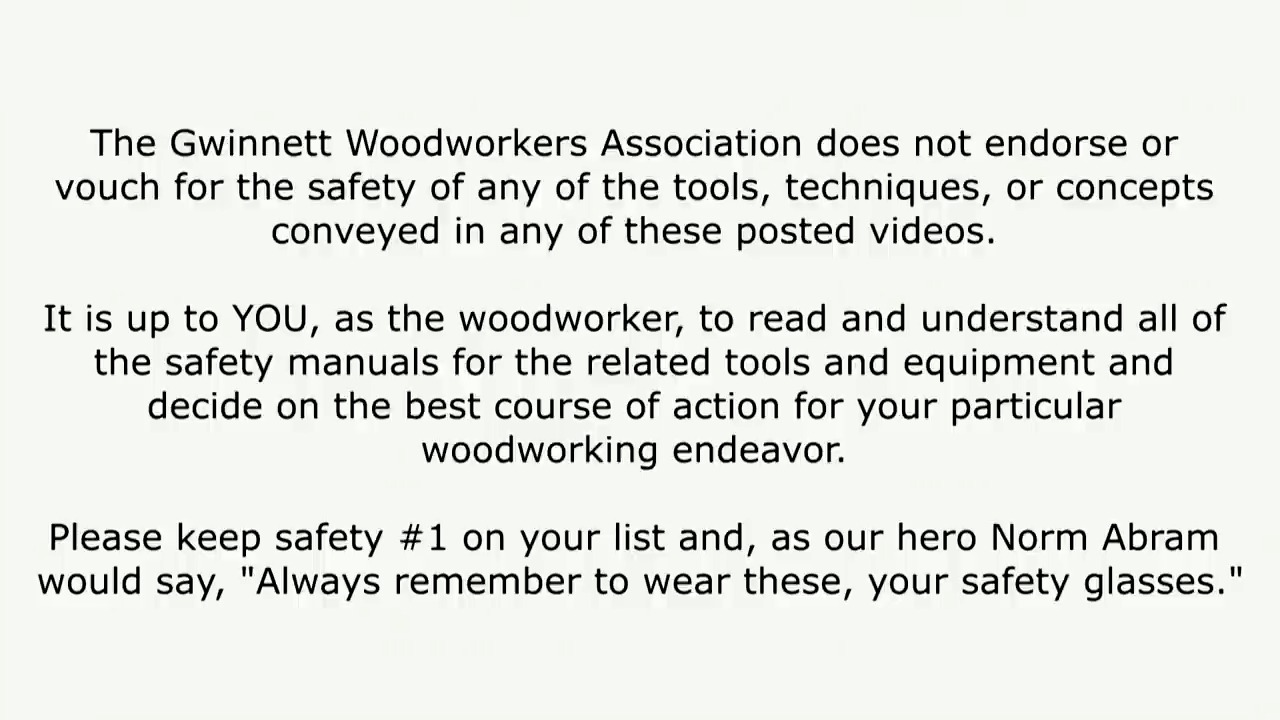 The Gwinnett Woodworkers Association does not endorse or
vouch for the safety of any of the tools, techniques, or concepts
conveyed in any of these posted videos.
It is up to YOU, as the woodworker, to read and understand all of
the safety manuals for the related tools and equipment and
decide on the best course of action for your particular
woodworking endeavor.
Please keep safety #1 on your list and, as our hero Norm Abram
would say, "Always remember to wear these, your safety glasses."